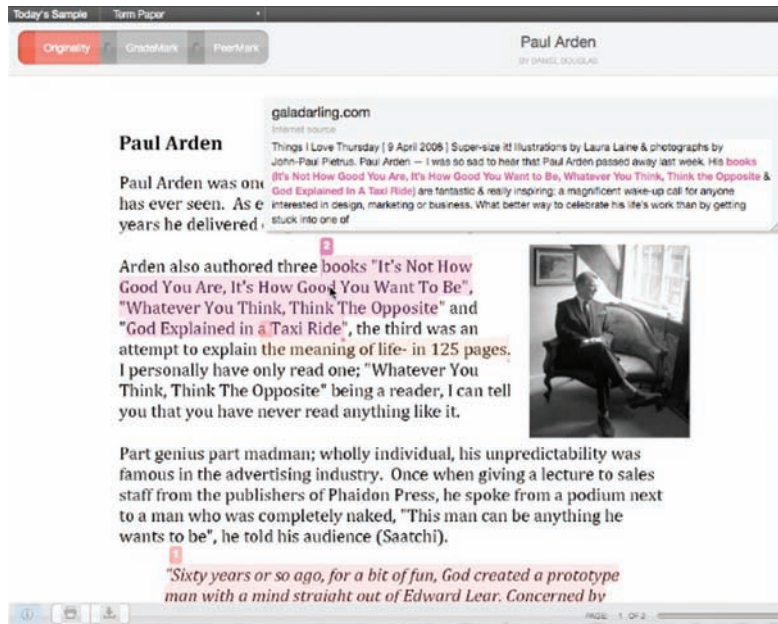 Today's Sample Term Paper
Originality GradeMark PeerMark
Paul Arden
BY DANIEL DOUGLAS
galadarling.com
Internet source
Things I Love Thursday [ 9 April 2008 ] Super-size it! Illustrations by Laura Laine & photographs by
John-Paul Pietrus. Paul Arden — I was so sad to hear that Paul Arden passed away last week. His books
(It's Not How Good You Are, It's How Good You Want to Be, Whatever You Think, Think the Opposite &
God Explained In A Taxi Ride) are fantastic & really inspiring; a magnificent wake-up call for anyone
interested in design, marketing or business. What better way to celebrate his life's work than by getting
stuck into one of
Paul Arden
Paul Arden was one
has ever seen. As e
years he delivered
2
Arden also authored three books "It's Not How
Good You Are, It's How Good You Want To Be",
"Whatever You Think, Think The Opposite" and
"God Explained in a Taxi Ride", the third was an
attempt to explain the meaning of life- in 125 pages.
I personally have only read one; "Whatever You
Think, Think The Opposite" being a reader, I can tell
you that you have never read anything like it.
Part genius part madman; wholly individual, his unpredictability was
famous in the advertising industry. Once when giving a lecture to sales
staff from the publishers of Phaidon Press, he spoke from a podium next
to a man who was completely naked, "This man can be anything he
wants to be", he told his audience (Saatchi).
1
"Sixty years or so ago, for a bit of fun, God created a prototype
man with a mind straight out of Edward Lear. Concerned by
PAGE: 1 OF 2